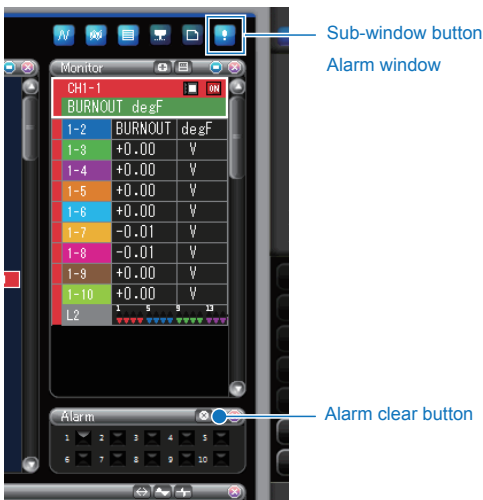 Sub-window button
Alarm window
Monitor
CH1-1 ON
BURNOUT degF
1-2 BURNOUT degF
1-3 +0.00 V
1-4 +0.00 V
1-5 +0.00 V
1-6 +0.00 V
1-7 -0.01 V
1-8 -0.01 V
1-9 +0.00 V
1-10 +0.00 V
L2 1 5 9 13
Alarm clear button
Alarm
1 2 3 4 5
6 7 8 9 10